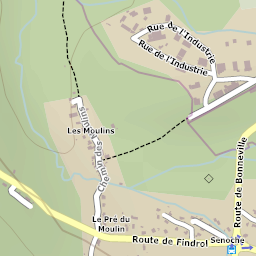 Rue de l'Industrie
Rue de l'Industrie
Les Moulins
Chemin des Moulins
Route de Bonneville
Le Pré du
Moulin
Route de Findrol
Senoche